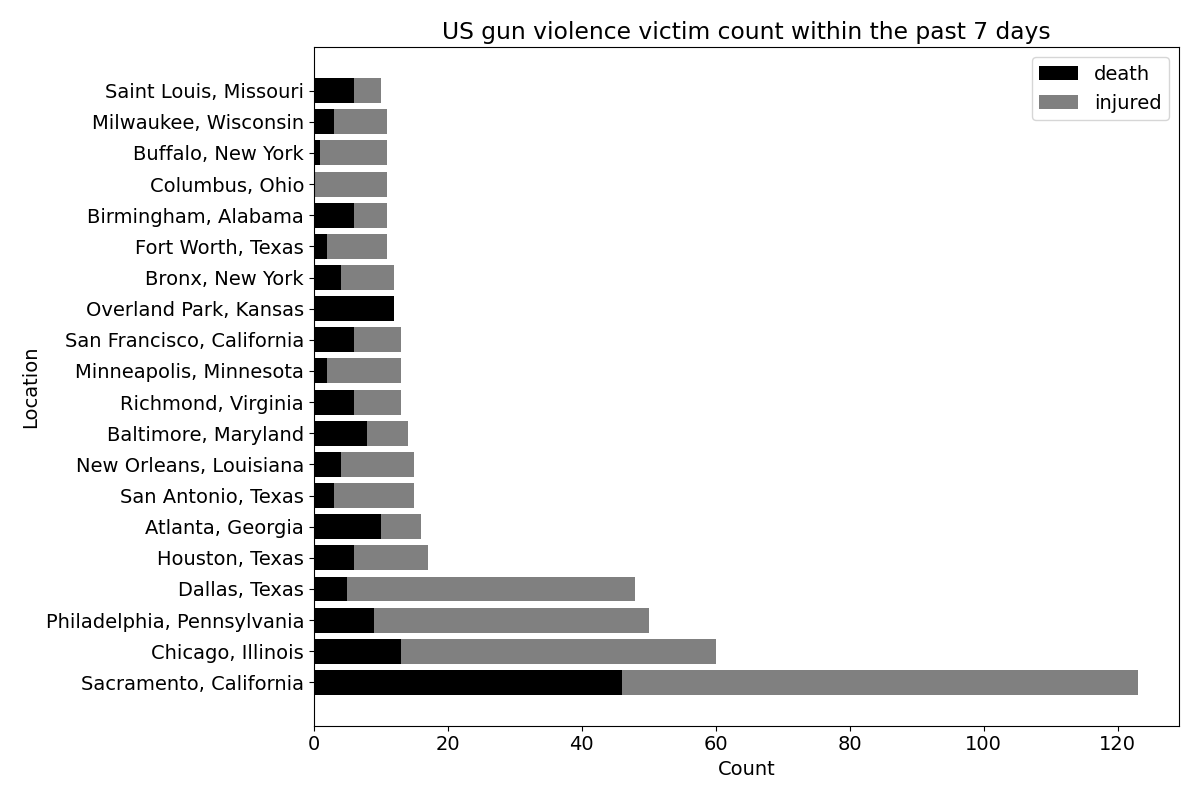 US gun violence victim count within the past 7 days
death
injured
Saint Louis, Missouri
Milwaukee, Wisconsin
Buffalo, New York
Columbus, Ohio
Birmingham, Alabama
Fort Worth, Texas
Bronx, New York
Overland Park, Kansas
San Francisco, California
Minneapolis, Minnesota
Richmond, Virginia
Baltimore, Maryland
New Orleans, Louisiana
San Antonio, Texas
Atlanta, Georgia
Houston, Texas
Dallas, Texas
Philadelphia, Pennsylvania
Chicago, Illinois
Sacramento, California
Location
0 20 40 60 80 100 120
Count